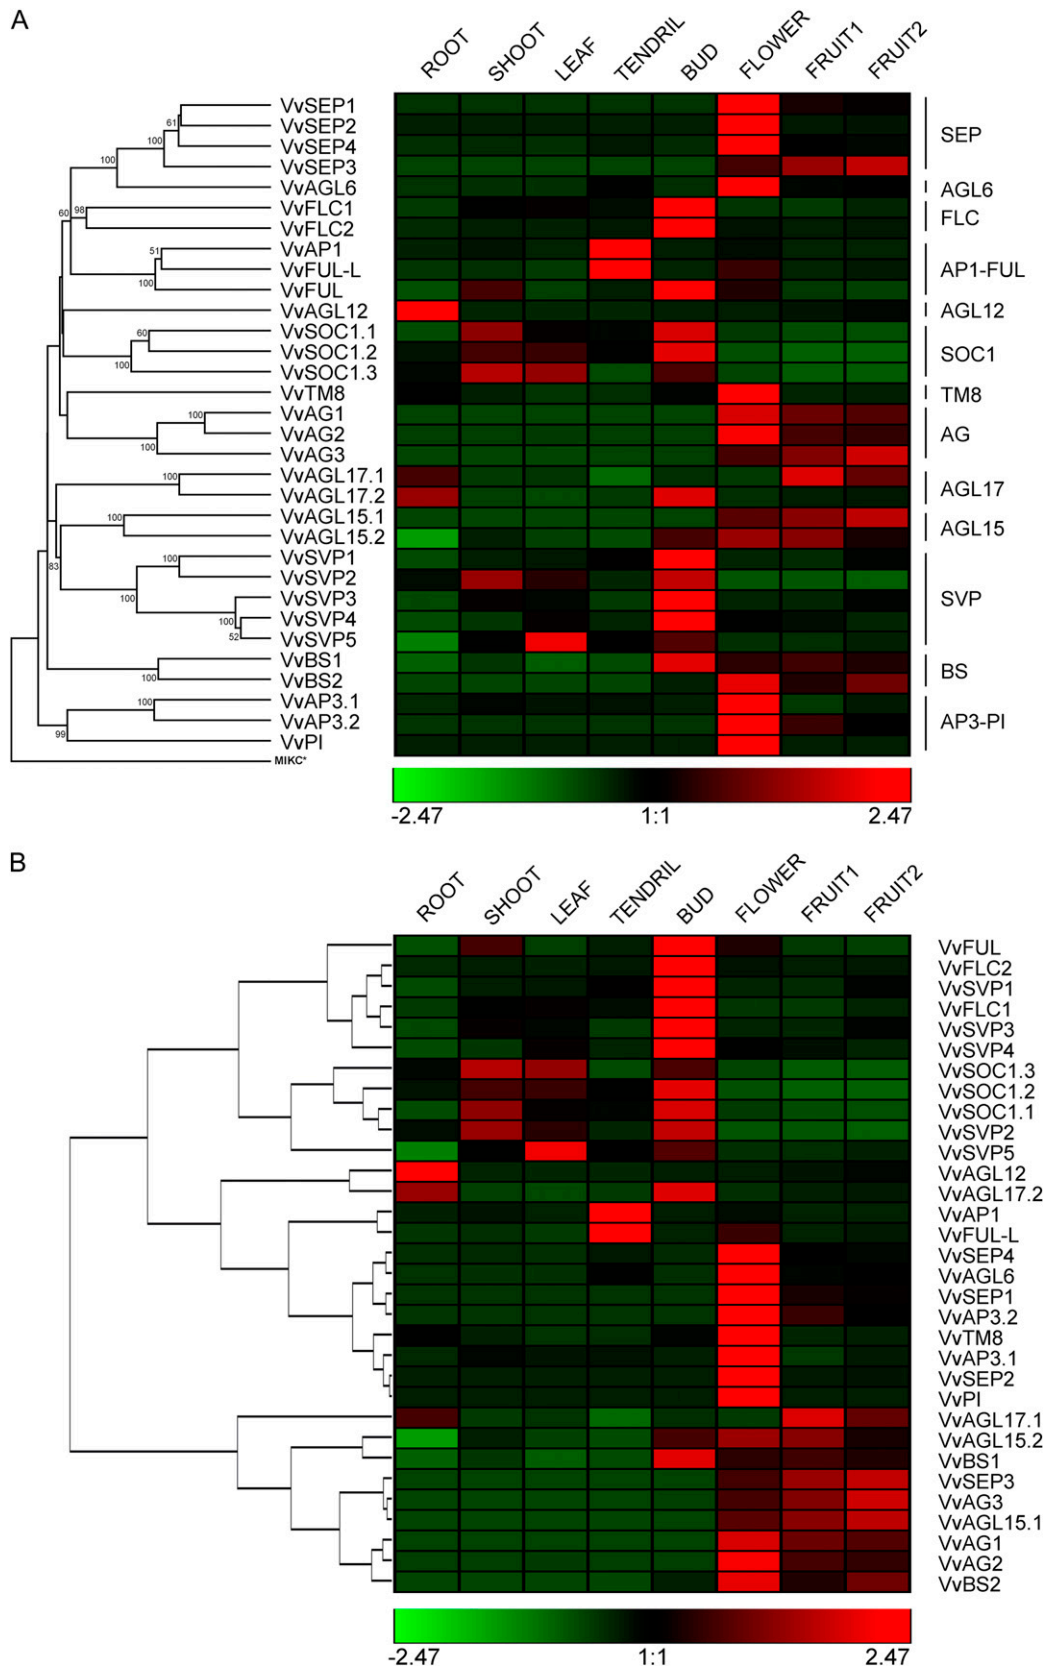 A
ROOT SHOOT LEAF TENDRIL BUD FLOWER FRUIT1 FRUIT2
VvSEP1
61
VvSEP2
100
SEP
VvSEP4
100
VvSEP3
VvAGL6 AGL6
60 98 VvFLC1
FLC
VvFLC2
51 VvAP1
VvFUL-L AP1-FUL
100 VvFUL
VvAGL12 AGL12
60 VvSOC1.1
VvSOC1.2 SOC1
100 VvSOC1.3
VvTM8 TM8
100 VvAG1
VvAG2 AG
100 VvAG3
100 VvAGL17.1
AGL17
VvAGL17.2
100 VvAGL15.1
AGL15
VvAGL15.2
83 100 VvSVP1
VvSVP2
100 VvSVP3 SVP
100 VvSVP4
52 VvSVP5
VvBS1
BS
100 VvBS2
100 VvAP3.1
VvAP3.2 AP3-PI
99 VvPI
MIKC*
-2.47 1:1 2.47
B
ROOT SHOOT LEAF TENDRIL BUD FLOWER FRUIT1 FRUIT2
VvFUL
VvFLC2
VvSVP1
VvFLC1
VvSVP3
VvSVP4
VvSOC1.3
VvSOC1.2
VvSOC1.1
VvSVP2
VvSVP5
VvAGL12
VvAGL17.2
VvAP1
VvFUL-L
VvSEP4
VvAGL6
VvSEP1
VvAP3.2
VvTM8
VvAP3.1
VvSEP2
VvPI
VvAGL17.1
VvAGL15.2
VvBS1
VvSEP3
VvAG3
VvAGL15.1
VvAG1
VvAG2
VvBS2
-2.47 1:1 2.47